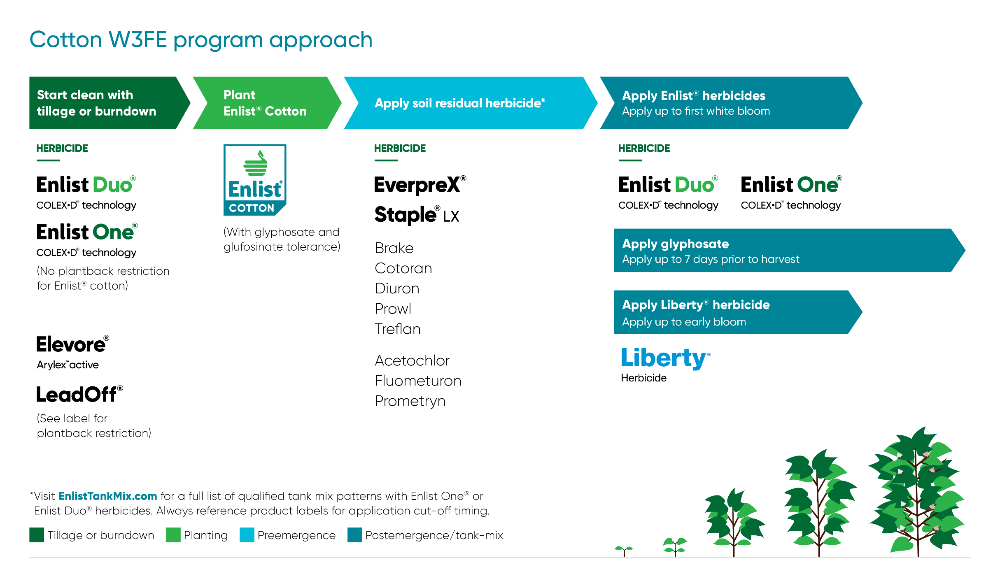 Cotton W3FE program approach
Start clean with
tillage or burndown
HERBICIDE
Enlist Duo®
COLEX•D® technology
Enlist One®
COLEX•D® technology
(No plantback restriction
for Enlist® cotton)
Elevore®
Arylex™ active
LeadOff®
(See label for
plantback restriction)
Plant
Enlist® Cotton
Enlist®
COTTON
(With glyphosate and
glufosinate tolerance)
Apply soil residual herbicide*
HERBICIDE
EverpreX®
Staple® LX
Brake
Cotoran
Diuron
Prowl
Treflan
Acetochlor
Fluometuron
Prometryn
Apply Enlist® herbicides
Apply up to first white bloom
HERBICIDE
Enlist Duo®
COLEX•D® technology
Enlist One®
COLEX•D® technology
Apply glyphosate
Apply up to 7 days prior to harvest
Apply Liberty® herbicide
Apply up to early bloom
Liberty®
Herbicide
*Visit EnlistTankMix.com for a full list of qualified tank mix patterns with Enlist One® or
Enlist Duo® herbicides. Always reference product labels for application cut-off timing.
Tillage or burndown
Planting
Preemergence
Postemergence/tank-mix